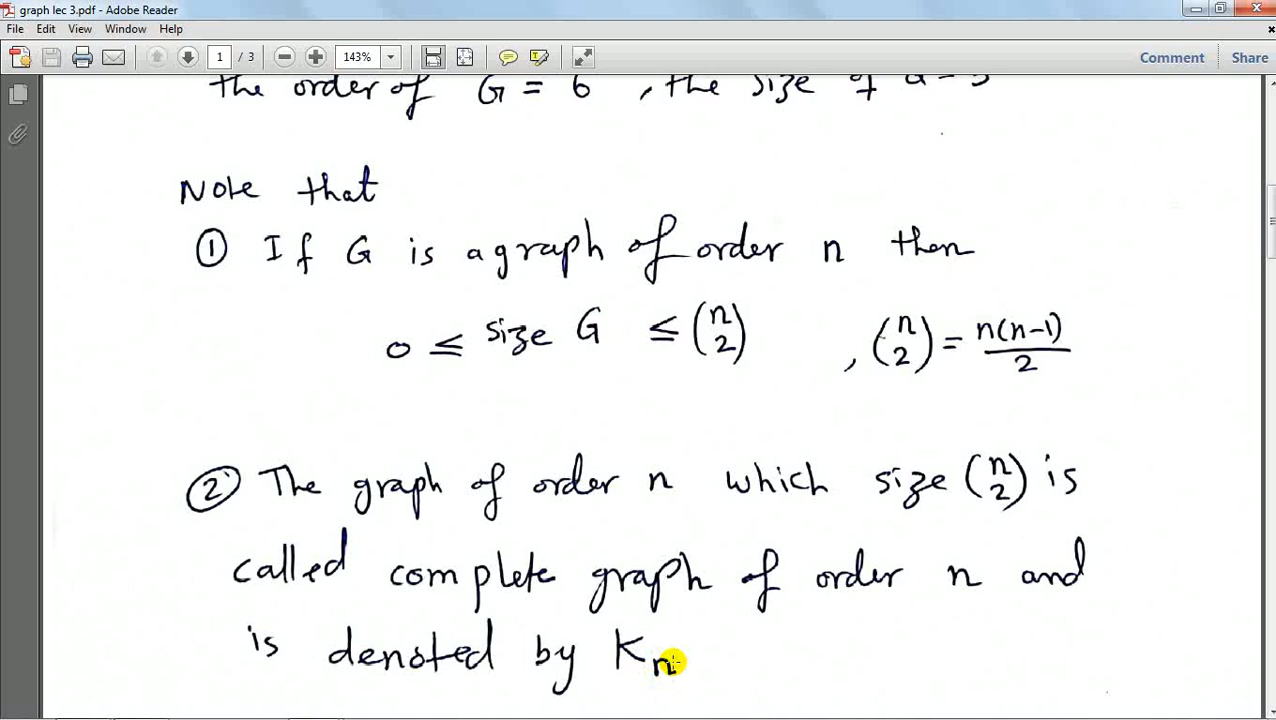 graph lec 3.pdf - Adobe Reader
File Edit View Window Help
1 / 3 143% Comment Share
the order of G = 6 , the size of G = 5
Note that
① If G is a graph of order n then
0 ≤ size G ≤ (n 2) , (n 2) = n(n-1)/2
② The graph of order n which size (n 2) is
called complete graph of order n and
is denoted by Kn